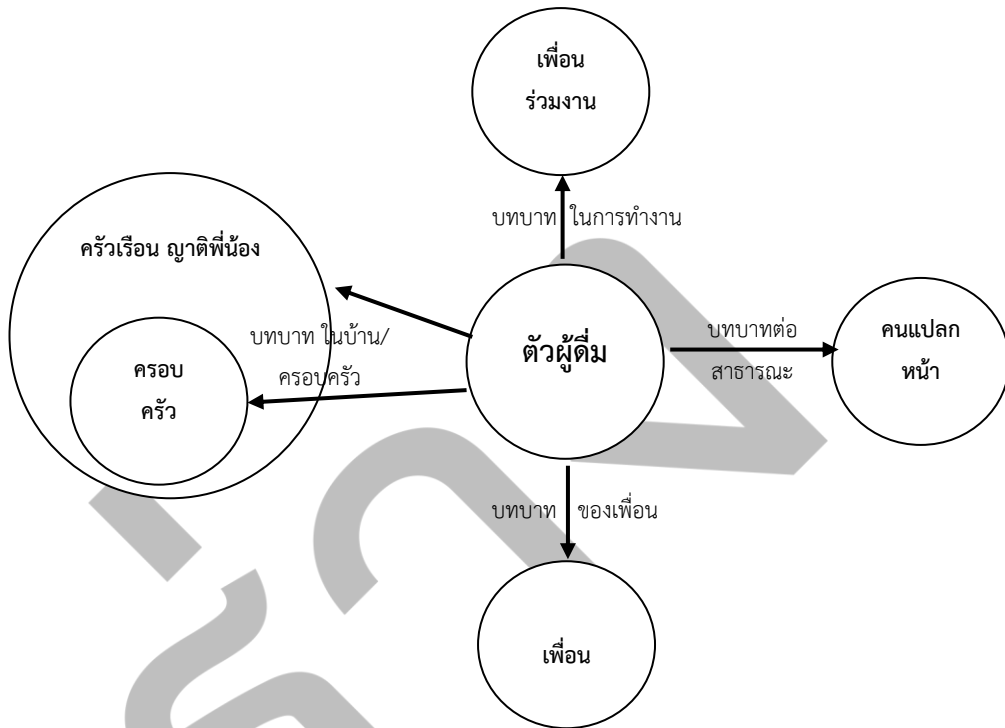 เพื่อน
ร่วมงาน
บทบาท ในการทำงาน
ครัวเรือน ญาติพี่น้อง
บทบาท ในบ้าน/
ครอบครัว
ครอบ
ครัว
ตัวผู้ดื่ม
บทบาทต่อ
สาธารณะ
คนแปลก
หน้า
บทบาท ของเพื่อน
เพื่อน